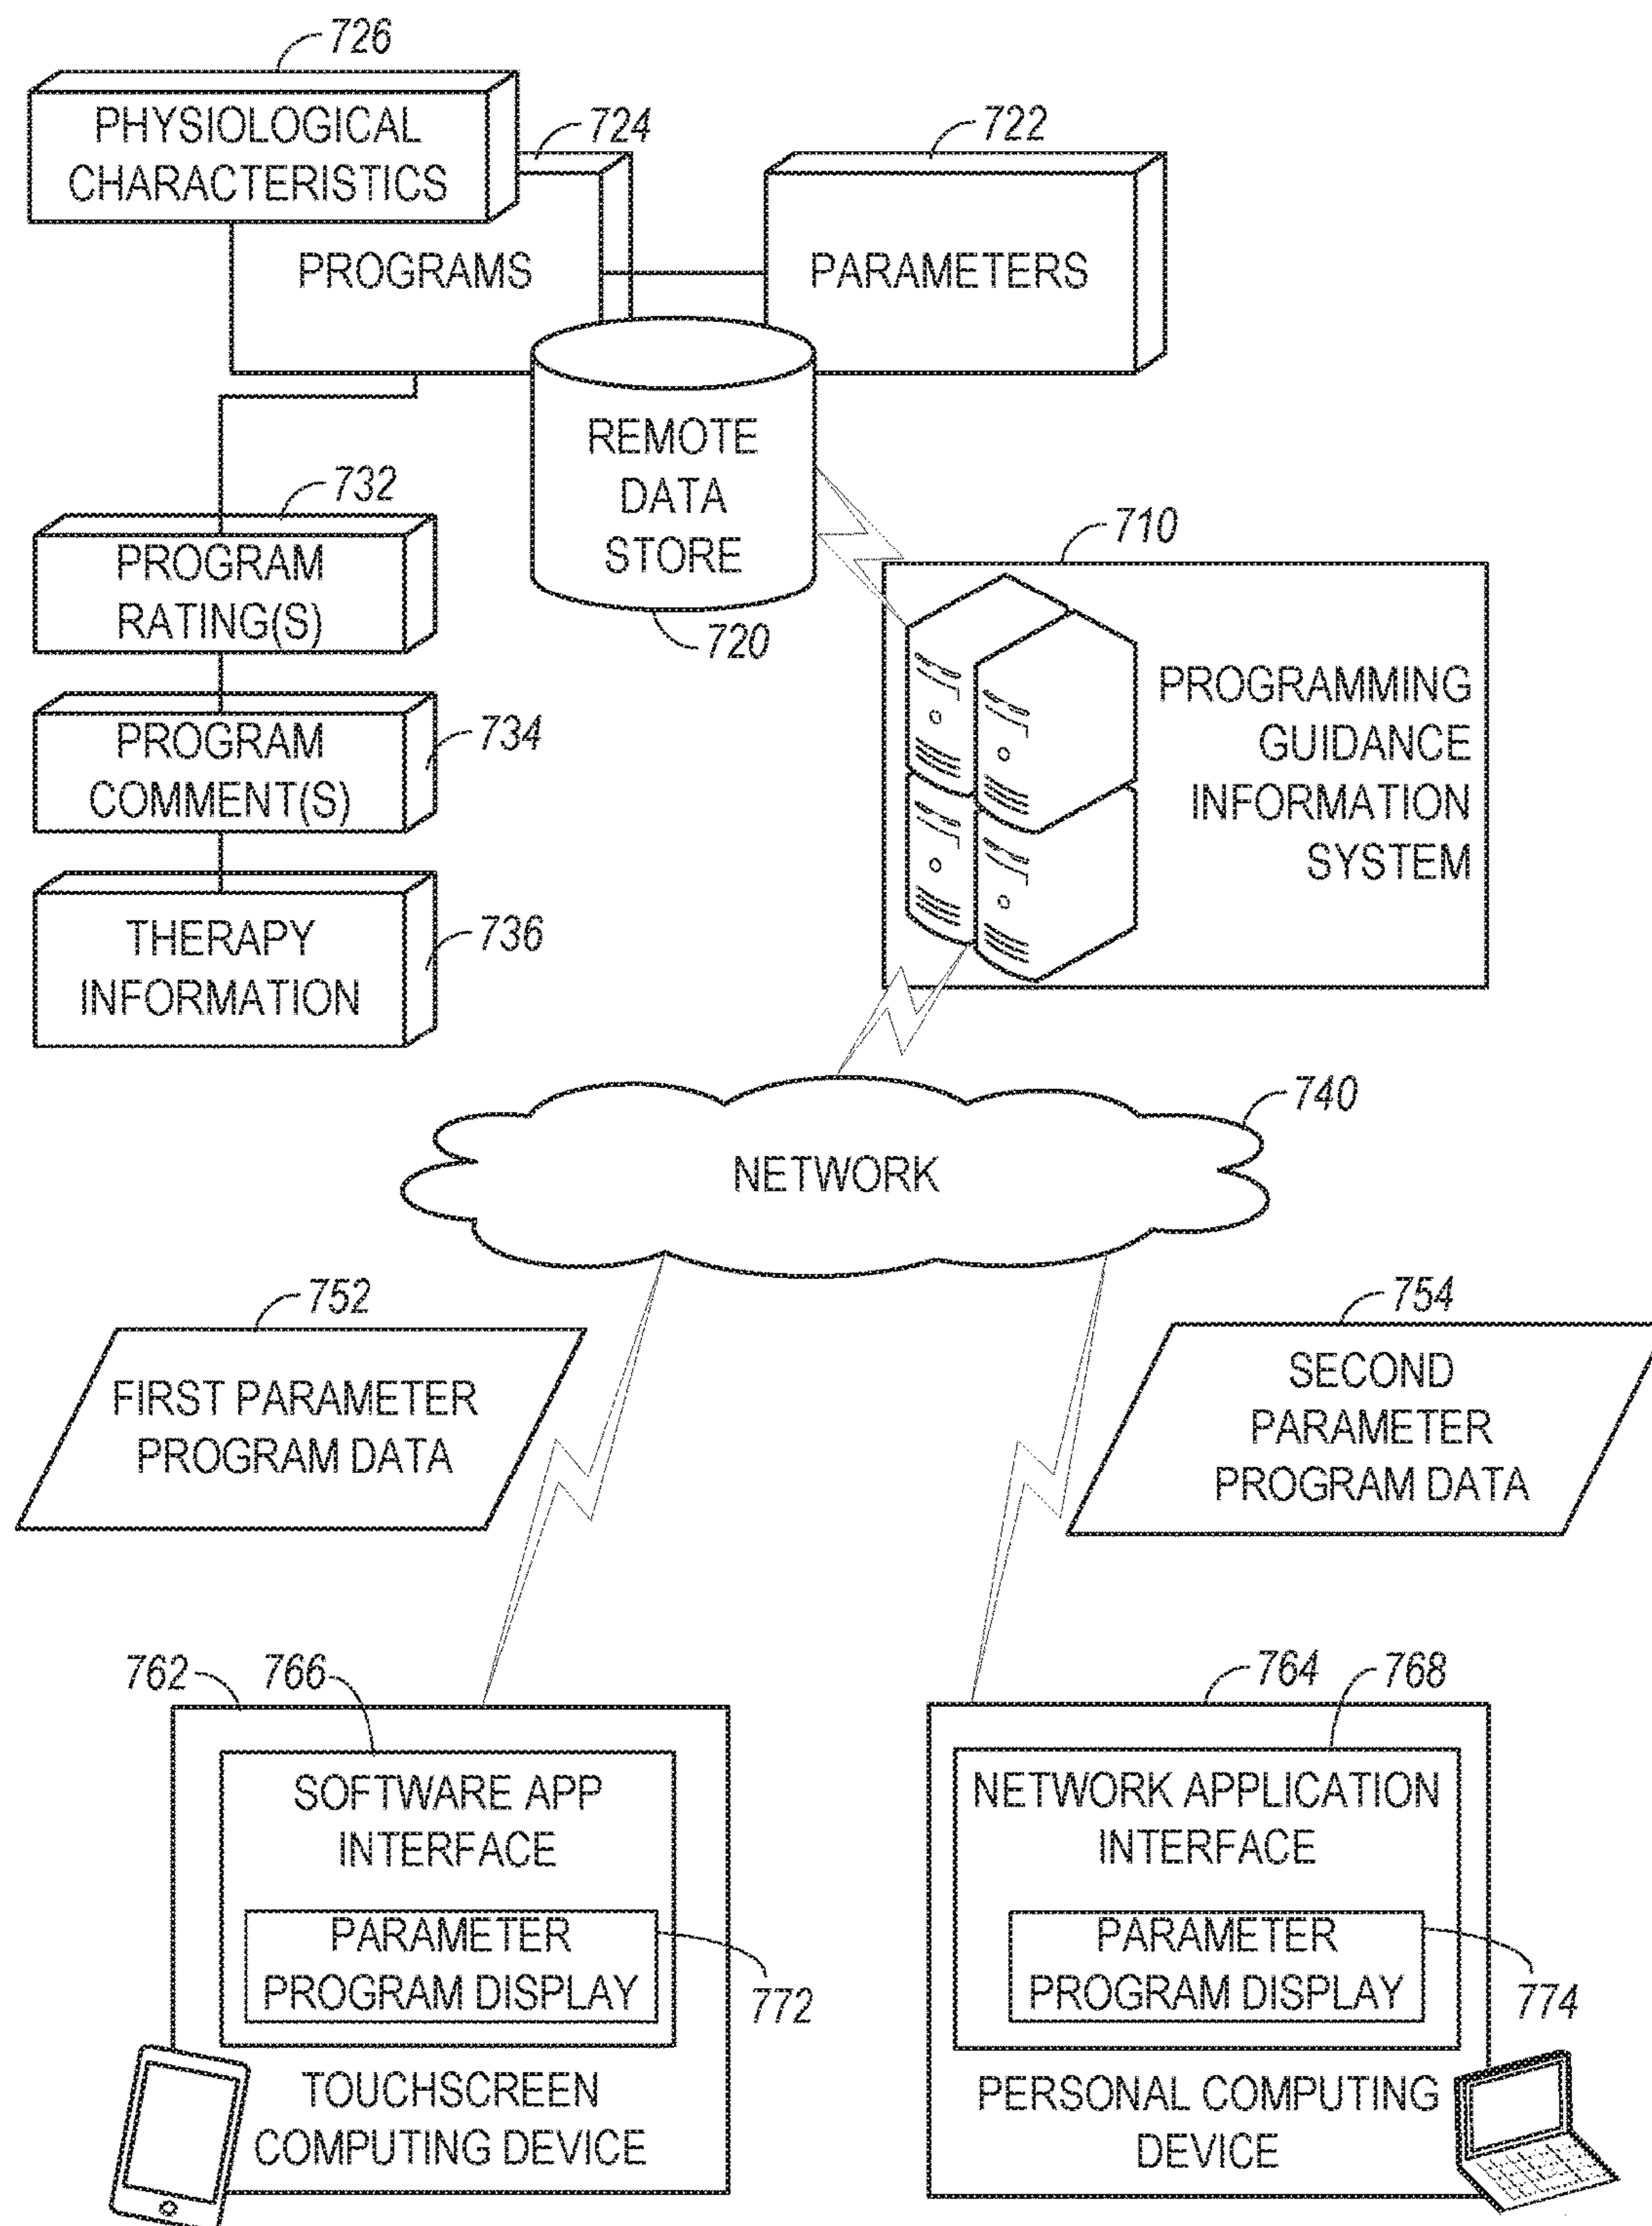 726
PHYSIOLOGICAL
CHARACTERISTICS
724
722
PROGRAMS
PARAMETERS
REMOTE
DATA
STORE
720
732
PROGRAM
RATING(S)
734
PROGRAM
COMMENT(S)
736
THERAPY
INFORMATION
710
PROGRAMMING
GUIDANCE
INFORMATION
SYSTEM
740
NETWORK
752
FIRST PARAMETER
PROGRAM DATA
754
SECOND
PARAMETER
PROGRAM DATA
762
766
SOFTWARE APP
INTERFACE
PARAMETER
PROGRAM DISPLAY
772
TOUCHSCREEN
COMPUTING DEVICE
764
768
NETWORK APPLICATION
INTERFACE
PARAMETER
PROGRAM DISPLAY
774
PERSONAL COMPUTING
DEVICE